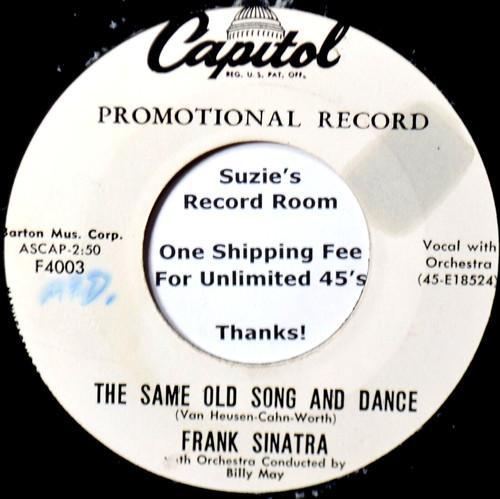 Capitol
REG. U.S. PAT. OFF.
PROMOTIONAL RECORD
Suzie's
Record Room
One Shipping Fee
For Unlimited 45's
Thanks!
Barton Mus. Corp.
ASCAP-2:50
F4003
Vocal with
Orchestra
(45-E18524)
THE SAME OLD SONG AND DANCE
(Van Heusen-Cahn-Worth)
FRANK SINATRA
with Orchestra Conducted by
Billy May